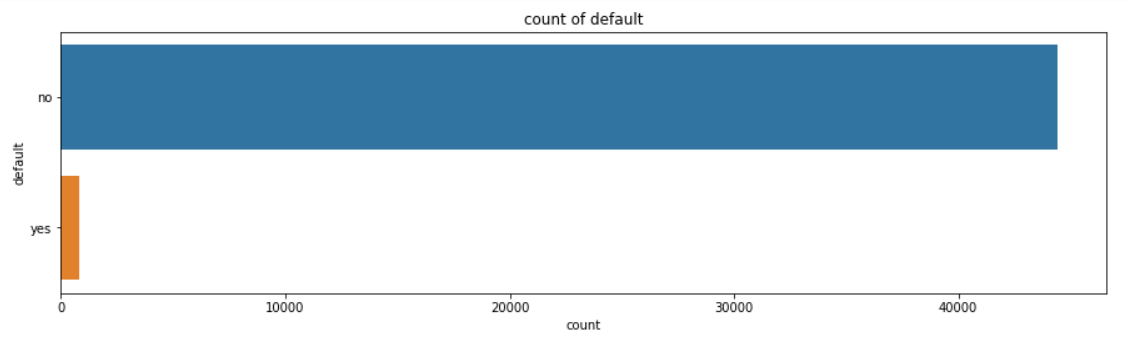 count of default
no
default
yes
0 10000 20000 30000 40000
count